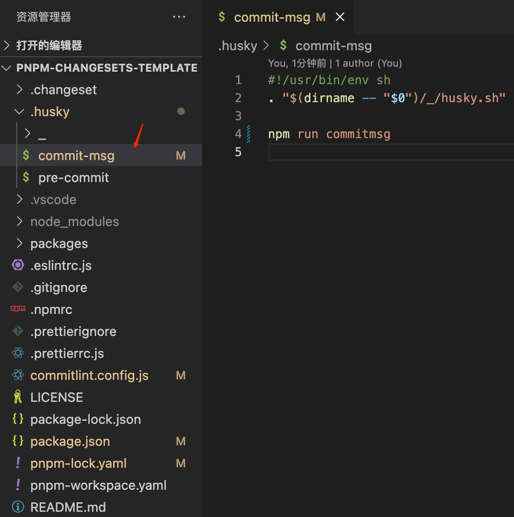 资源管理器
打开的编辑器
PNPM-CHANGESETS-TEMPLATE
.changeset
.husky
_
$ commit-msg M
$ pre-commit
.vscode
node_modules
packages
.eslintrc.js
.gitignore
npm .npmrc
.prettierignore
.prettierrc.js
commitlint.config.js M
LICENSE
{} package-lock.json
{} package.json M
! pnpm-lock.yaml M
! pnpm-workspace.yaml
README.md
$ commit-msg M
.husky > $ commit-msg
You, 1分钟前 | 1 author (You)
1 #!/usr/bin/env sh
2 . "$(dirname -- "$0")/_/husky.sh"
3
4 npm run commitmsg
5